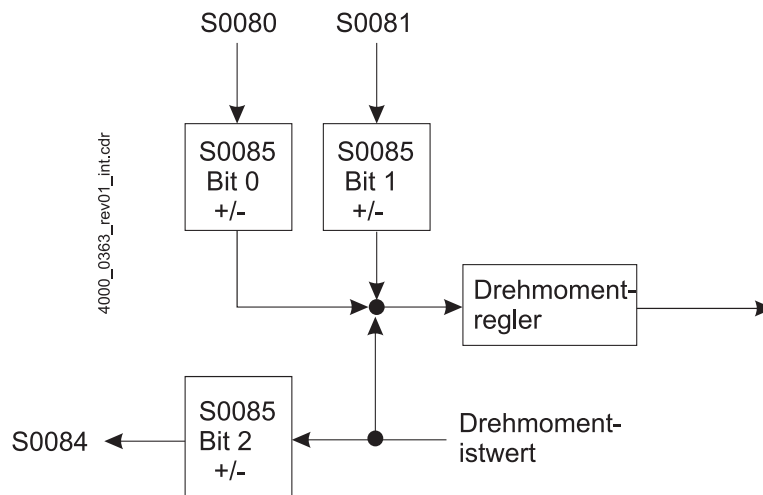 S0080
S0081
4000_0363_rev01_int.cdr
S0085
Bit 0
+/-
S0085
Bit 1
+/-
Drehmoment-
regler
S0084
S0085
Bit 2
+/-
Drehmoment-
istwert